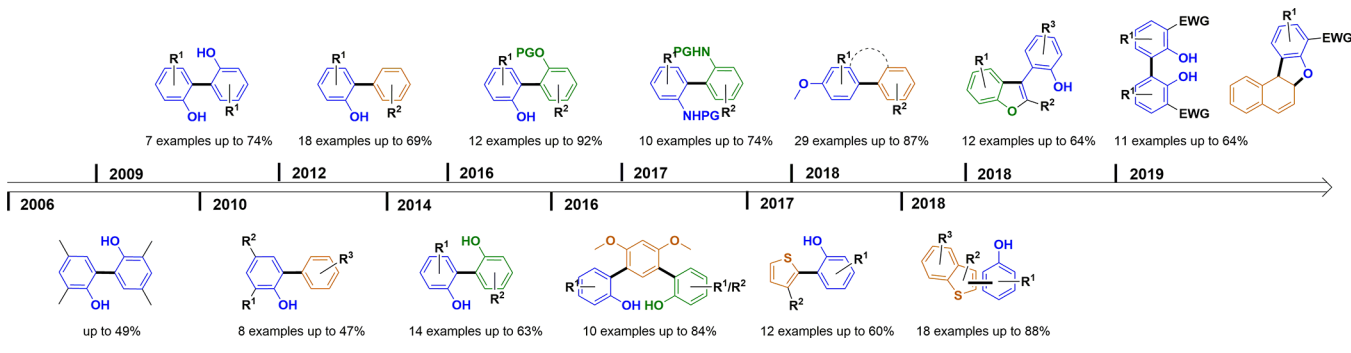 R¹ HO OH R¹
R¹ OH R²
PGO R¹ OH R²
PGHN R¹ NHPG R²
R¹ O R²
R³ R¹ OH O R²
EWG R¹ OH OH R¹ EWG
R¹ EWG O
7 examples up to 74%
18 examples up to 69%
12 examples up to 92%
10 examples up to 74%
29 examples up to 87%
12 examples up to 64%
11 examples up to 64%
2009
2012
2016
2017
2018
2018
2019
2006
2010
2014
2016
2017
2018
HO OH
R² R³ OH R¹
HO R¹ OH R²
O O R¹ OH HO R¹/R²
HO S R¹ R²
R³ R² OH S R¹
up to 49%
8 examples up to 47%
14 examples up to 63%
10 examples up to 84%
12 examples up to 60%
18 examples up to 88%